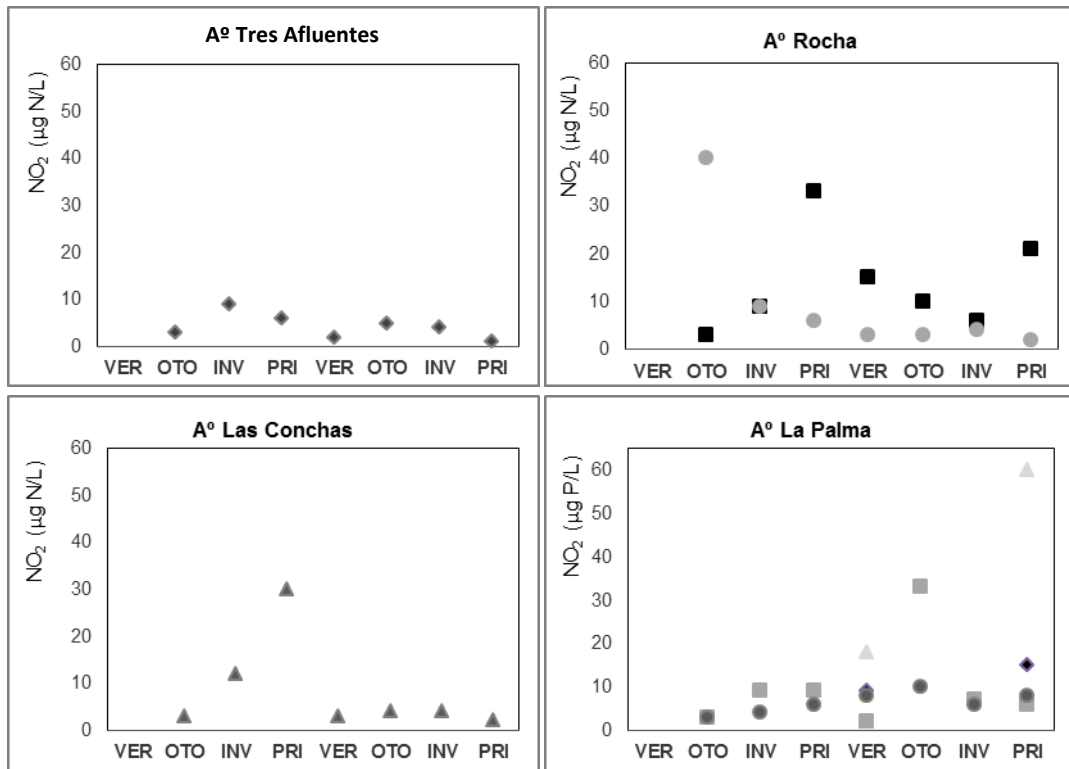 Aº Tres Afluentes
NO₂ (µg N/L)
60
50
40
30
20
10
0
VER OTO INV PRI VER OTO INV PRI
Aº Rocha
NO₂ (µg N/L)
60
50
40
30
20
10
0
VER OTO INV PRI VER OTO INV PRI
Aº Las Conchas
NO₂ (µg N/L)
60
50
40
30
20
10
0
VER OTO INV PRI VER OTO INV PRI
Aº La Palma
NO₂ (µg P/L)
60
50
40
30
20
10
0
VER OTO INV PRI VER OTO INV PRI